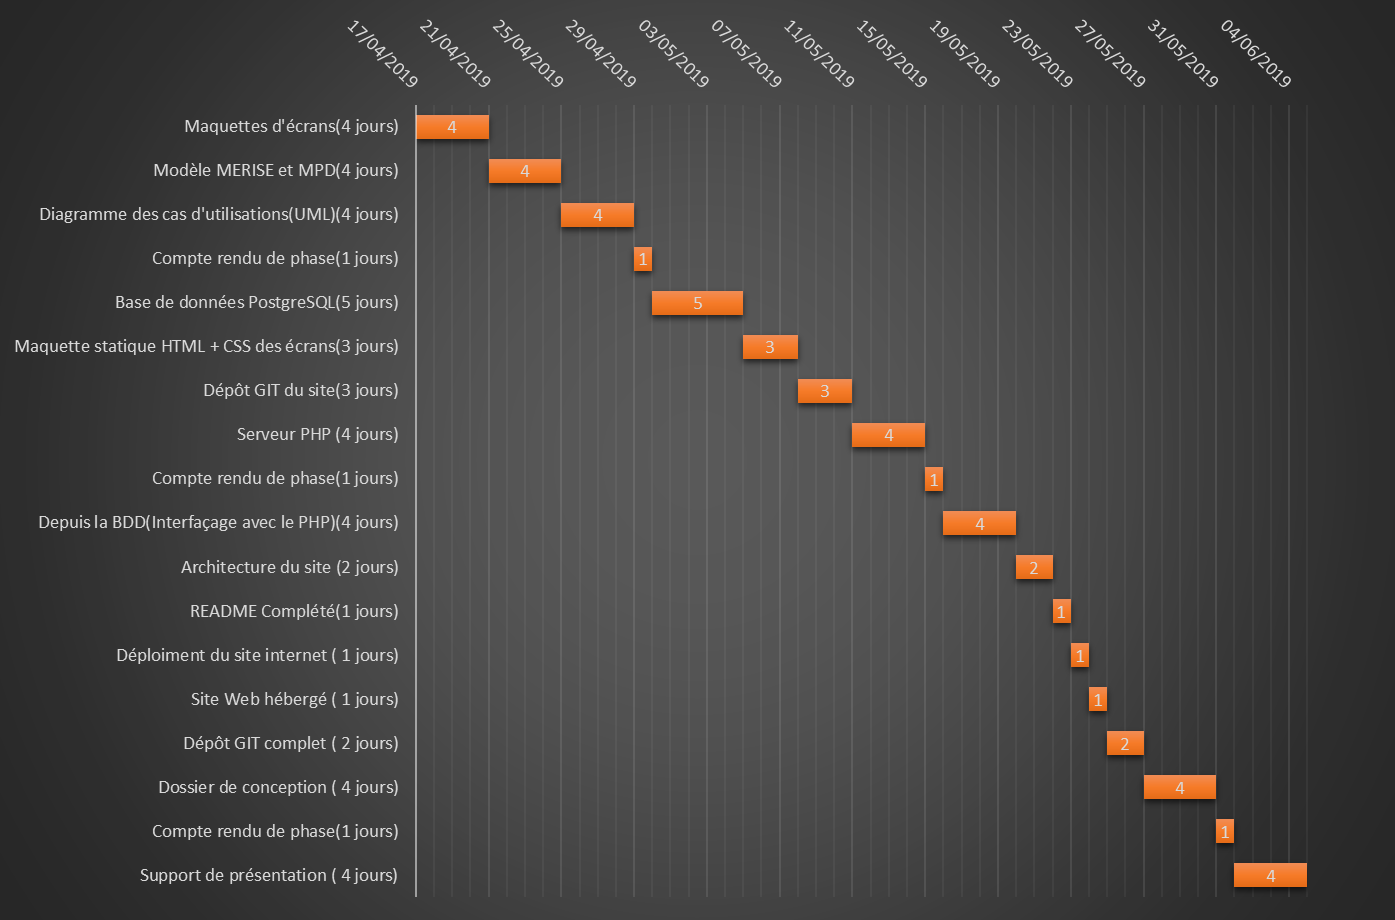 17/04/2019 21/04/2019 25/04/2019 29/04/2019 03/05/2019 07/05/2019 11/05/2019 15/05/2019 19/05/2019 23/05/2019 27/05/2019 31/05/2019 04/06/2019
Maquettes d'écrans(4 jours) 4
Modèle MERISE et MPD(4 jours) 4
Diagramme des cas d'utilisations(UML)(4 jours) 4
Compte rendu de phase(1 jours) 1
Base de données PostgreSQL(5 jours) 5
Maquette statique HTML + CSS des écrans(3 jours) 3
Dépôt GIT du site(3 jours) 3
Serveur PHP (4 jours) 4
Compte rendu de phase(1 jours) 1
Depuis la BDD(Interfaçage avec le PHP)(4 jours) 4
Architecture du site (2 jours) 2
README Complété(1 jours) 1
Déploiment du site internet ( 1 jours) 1
Site Web hébergé ( 1 jours) 1
Dépôt GIT complet ( 2 jours) 2
Dossier de conception ( 4 jours) 4
Compte rendu de phase(1 jours) 1
Support de présentation ( 4 jours) 4